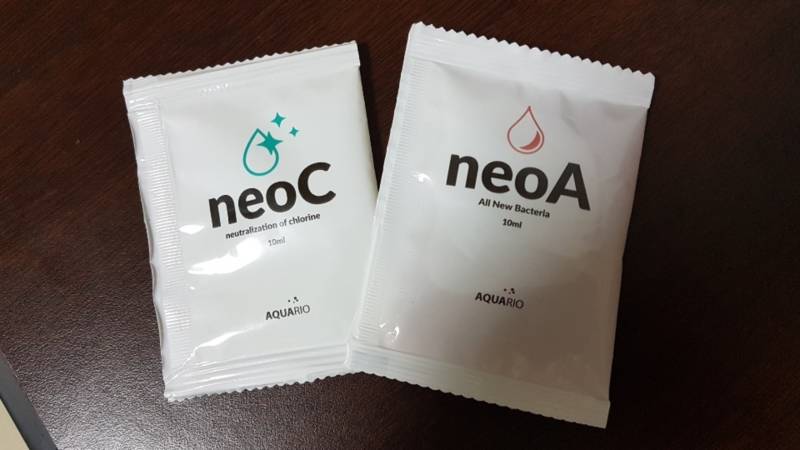 neoC
neutralization of chlorine
10ml
AQUARIO
neoA
All New Bacteria
10ml
AQUARIO